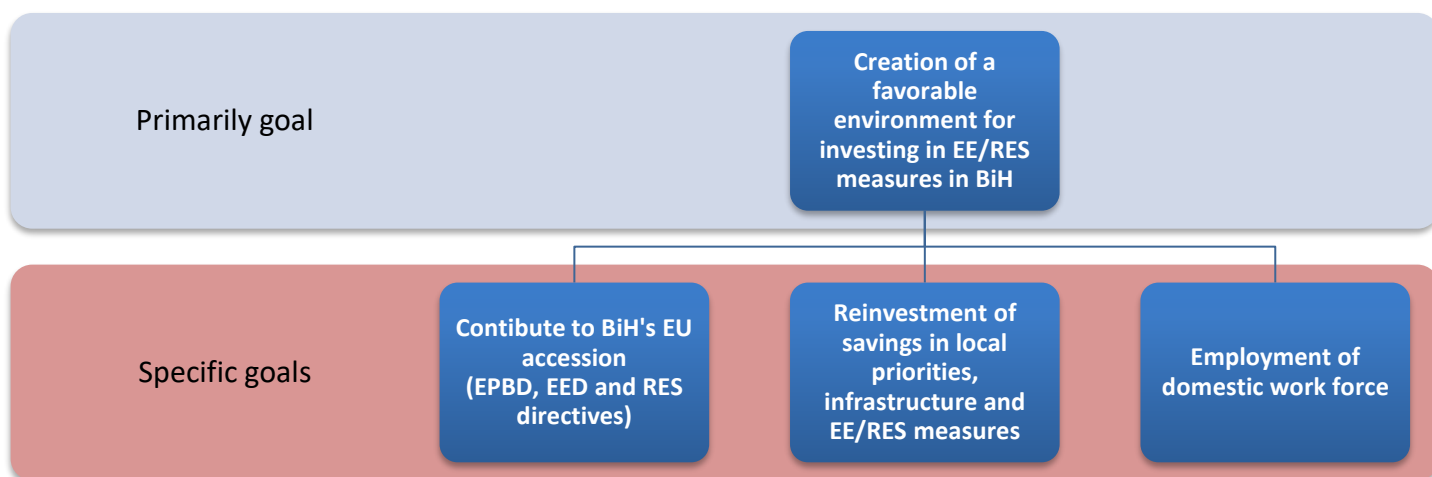 Primarily goal
Creation of a
favorable
environment for
investing in EE/RES
measures in BiH
Specific goals
Contibute to BiH's EU
accession
(EPBD, EED and RES
directives)
Reinvestment of
savings in local
priorities,
infrastructure and
EE/RES measures
Employment of
domestic work force